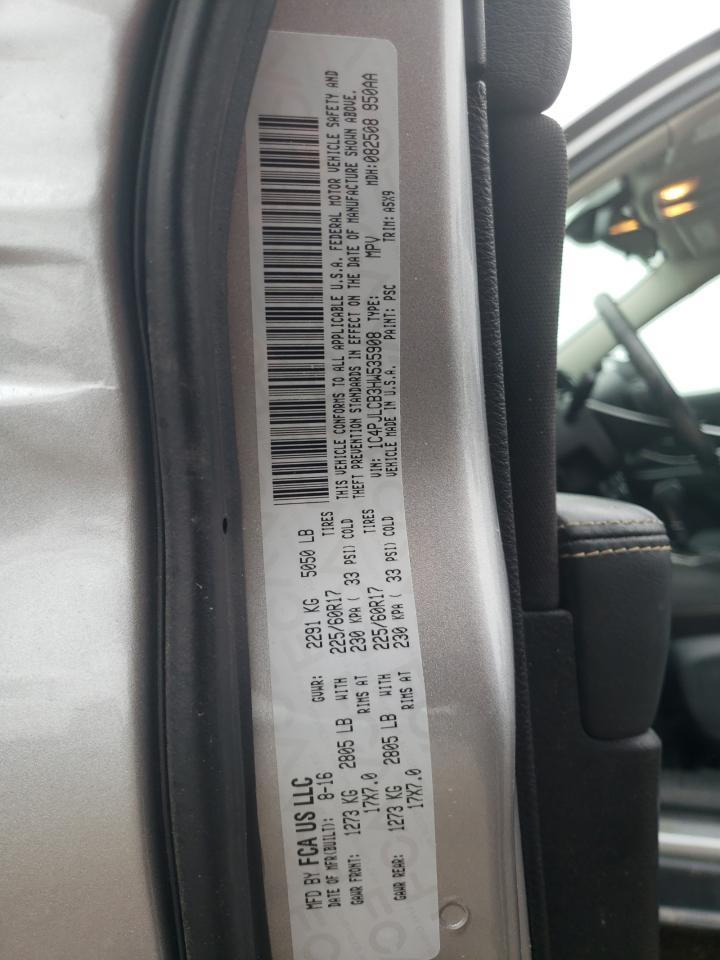 MFD BY FCA US LLC
DATE OF MFR(BUILT): 8-16 GVWR: 2291 KG 5050 LB
GAWR FRONT: 1273 KG 2805 LB WITH 225/60R17 TIRES
17X7.0 RIMS AT 230 KPA ( 33 PSI) COLD
GAWR REAR: 1273 KG 2805 LB WITH 225/60R17 TIRES
17X7.0 RIMS AT 230 KPA ( 33 PSI) COLD
THIS VEHICLE CONFORMS TO ALL APPLICABLE U.S.A. FEDERAL MOTOR VEHICLE SAFETY AND
THEFT PREVENTION STANDARDS IN EFFECT ON THE DATE OF MANUFACTURE SHOWN ABOVE.
VIN: 1C4PJLCB3HW535908 TYPE: MPV MDH:082508 950AA
VEHICLE MADE IN U.S.A. PAINT: PSC TRIM: A5X9